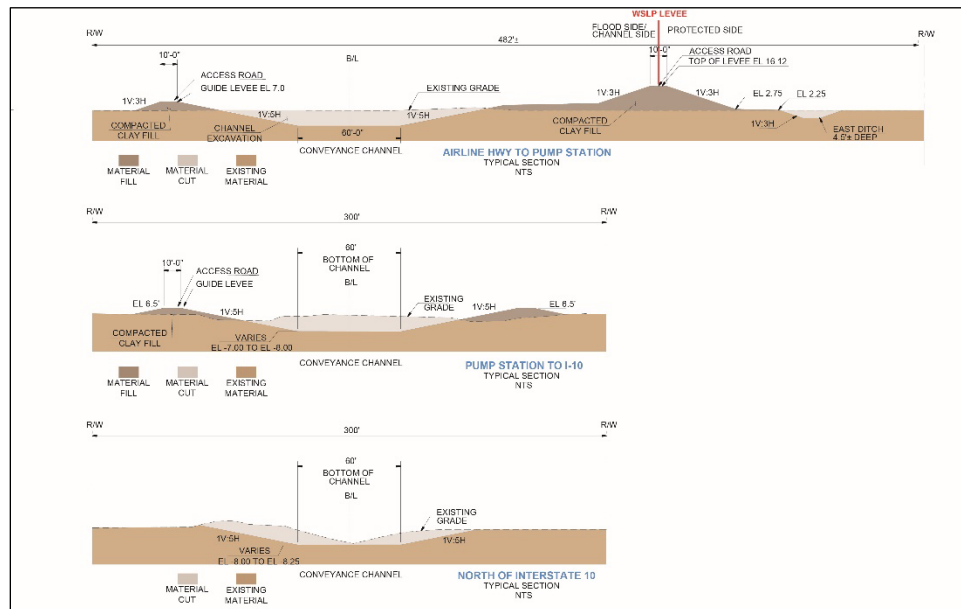 WSLP LEVEE
FLOOD SIDE/
CHANNEL SIDE
PROTECTED SIDE
R/W
482'±
R/W
10'-0"
B/L
10'-0"
ACCESS ROAD
TOP OF LEVEE EL 16.12
ACCESS ROAD
GUIDE LEVEE EL 7.0
EXISTING GRADE
1V:3H
1V:3H
1V:3H
EL 2.75
EL 2.25
1V:5H
1V:5H
COMPACTED
CLAY FILL
CHANNEL
EXCAVATION
60'-0"
COMPACTED
CLAY FILL
1V:3H
EAST DITCH
4.5'± DEEP
CONVEYANCE CHANNEL
AIRLINE HWY TO PUMP STATION
TYPICAL SECTION
NTS
MATERIAL
FILL
MATERIAL
CUT
EXISTING
MATERIAL
R/W
300'
R/W
60'
BOTTOM OF
CHANNEL
B/L
10'-0"
ACCESS ROAD
GUIDE LEVEE
EL 6.5'
1V:5H
EXISTING
GRADE
1V:5H
EL 6.5'
COMPACTED
CLAY FILL
VARIES
EL -7.00 TO EL -8.00
CONVEYANCE CHANNEL
PUMP STATION TO I-10
TYPICAL SECTION
NTS
MATERIAL
FILL
MATERIAL
CUT
EXISTING
MATERIAL
R/W
300'
R/W
60'
BOTTOM OF
CHANNEL
B/L
EXISTING
GRADE
1V:5H
1V:5H
VARIES
EL -8.00 TO EL -8.25
CONVEYANCE CHANNEL
NORTH OF INTERSTATE 10
TYPICAL SECTION
NTS
MATERIAL
CUT
EXISTING
MATERIAL